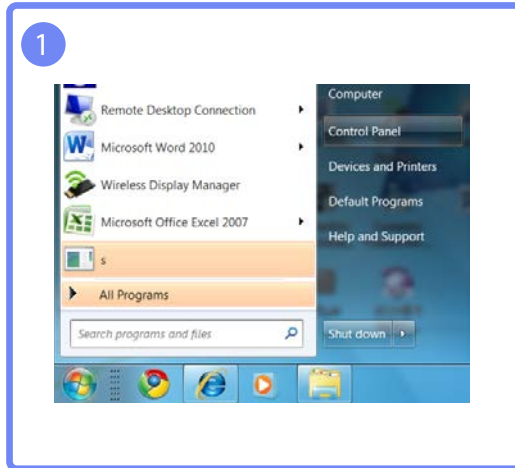 1
Remote Desktop Connection
Microsoft Word 2010
Wireless Display Manager
Microsoft Office Excel 2007
s
All Programs
Search programs and files
Computer
Control Panel
Devices and Printers
Default Programs
Help and Support
Shut down